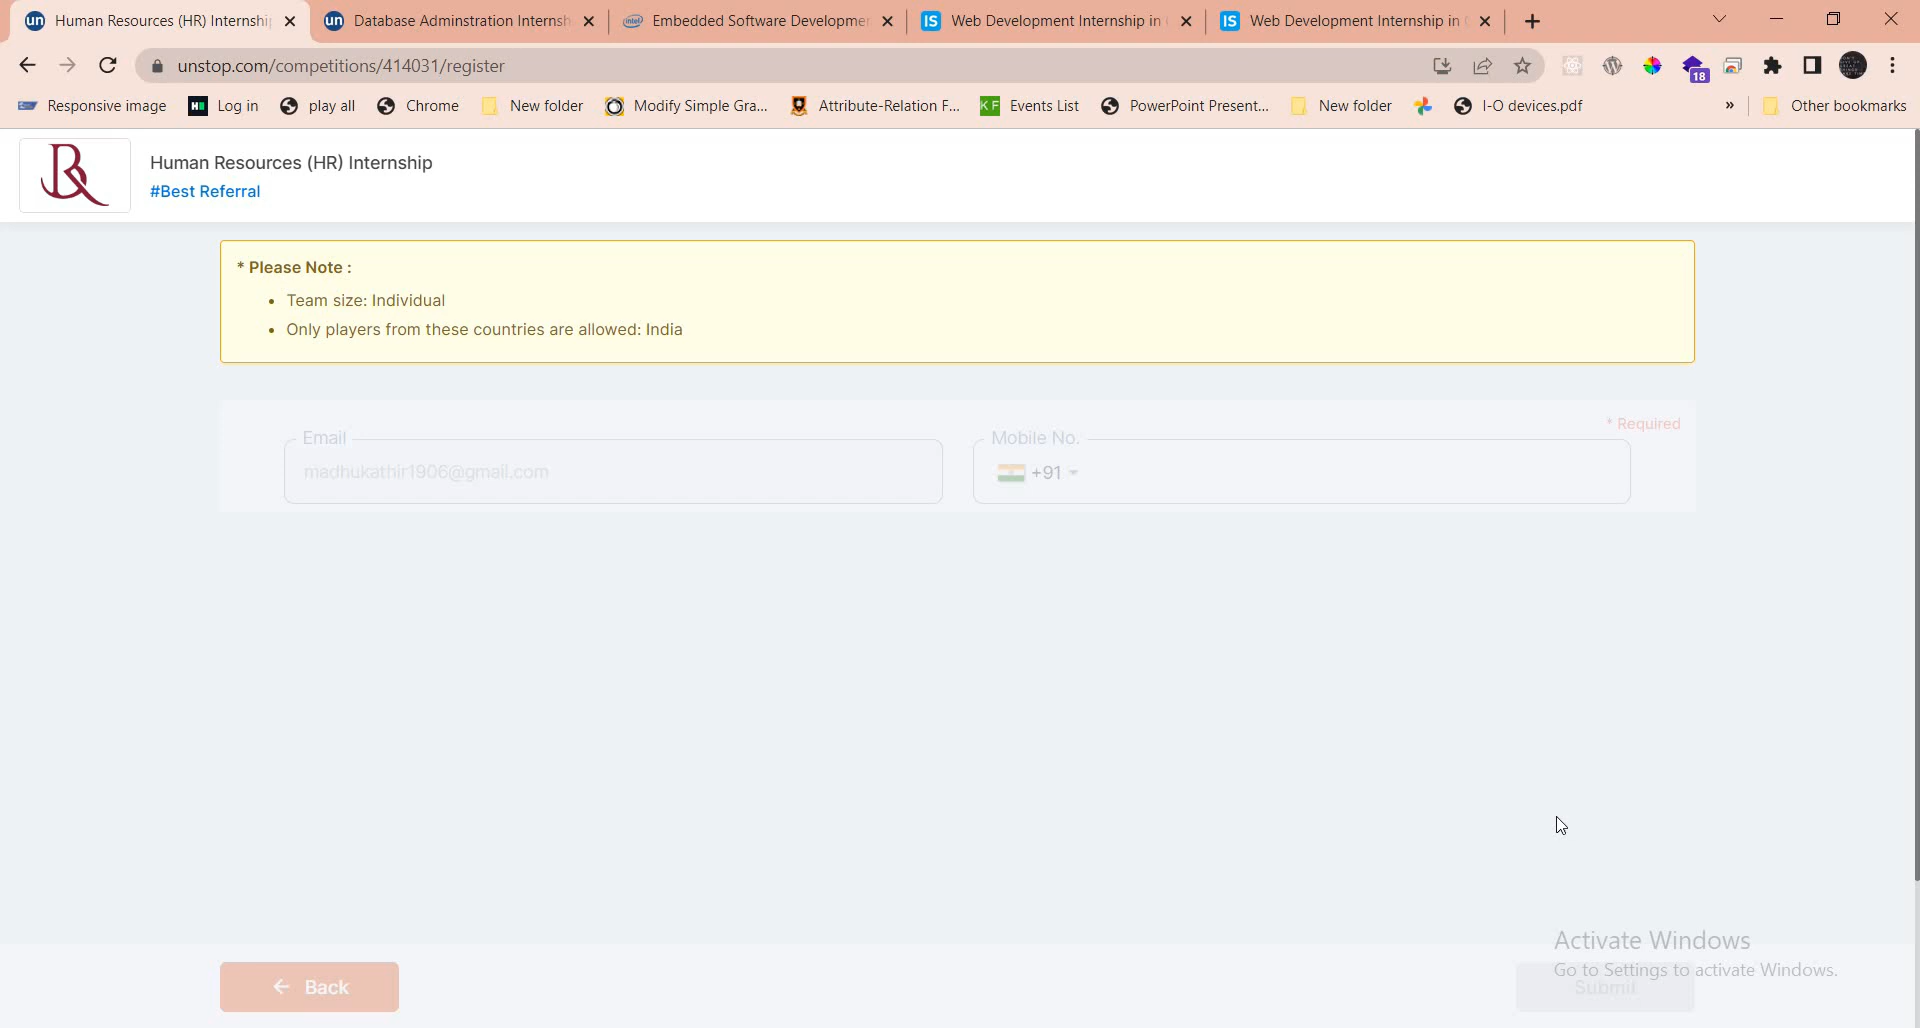 Human Resources (HR) Internshi
Database Adminstration Internsh
Embedded Software Developme
Web Development Internship in
Web Development Internship in
unstop.com/competitions/414031/register
18
Responsive image
Log in
play all
Chrome
New folder
Modify Simple Gra...
Attribute-Relation F...
KF Events List
PowerPoint Present...
New folder
I-O devices.pdf
»
Other bookmarks
Human Resources (HR) Internship
#Best Referral
* Please Note :
• Team size: Individual
• Only players from these countries are allowed: India
* Required
Email
Mobile No.
madhukathir1906@gmail.com
+91
Activate Windows
Go to Settings to activate Windows.
Back
Submit